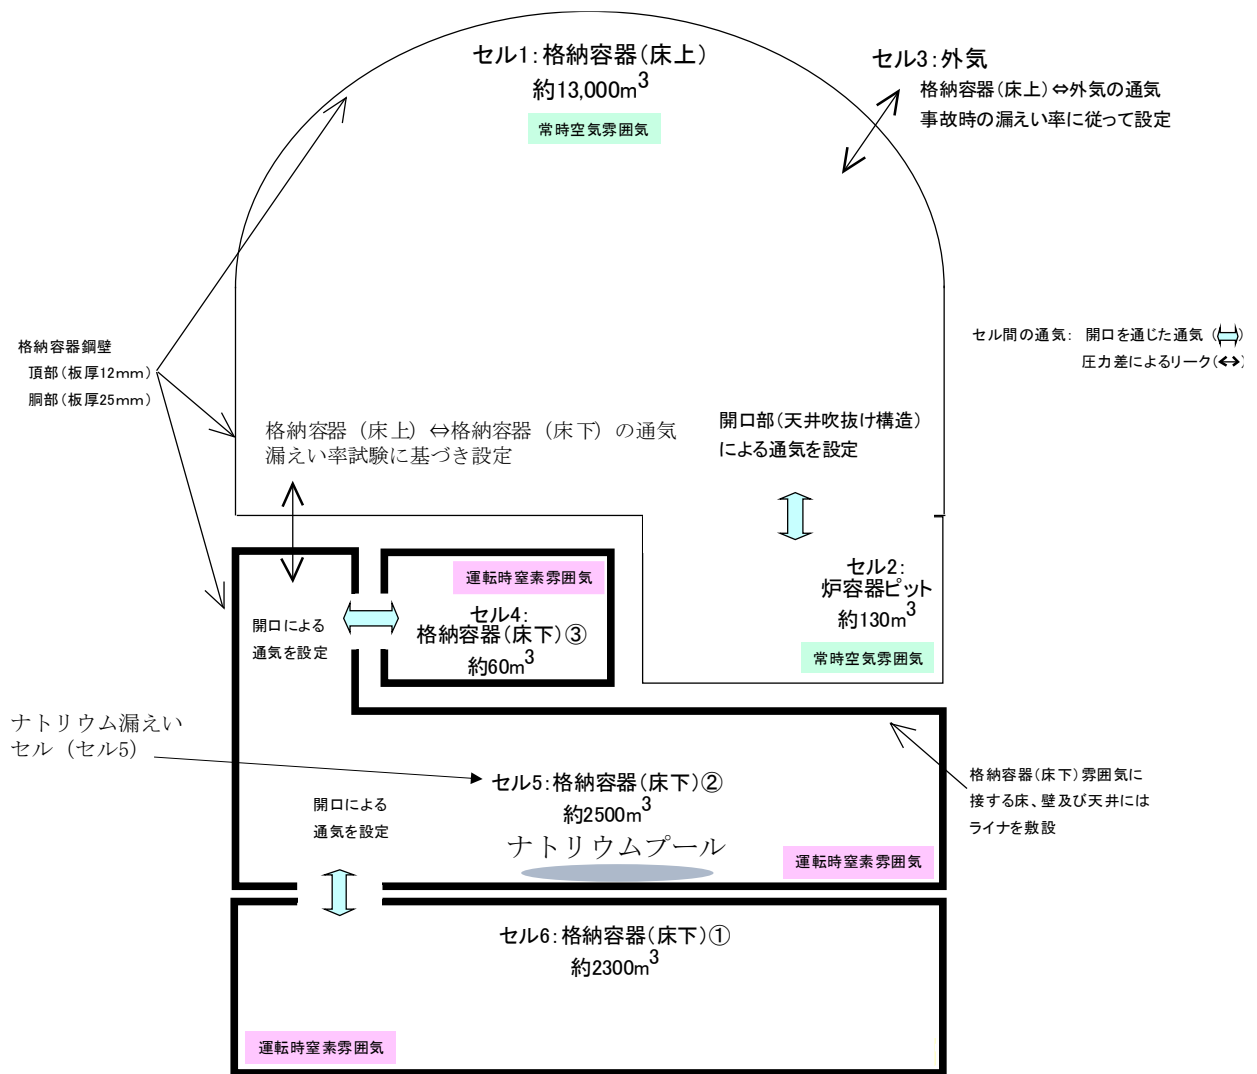 セル1：格納容器（床上）
約13,000m3
常時空気雰囲気
セル3：外気
格納容器（床上）⇔外気の通気
事故時の漏えい率に従って設定
格納容器鋼壁
頂部（板厚12mm）
胴部（板厚25mm）
セル間の通気： 開口を通じた通気（⇔）
圧力差によるリーク（↔）
格納容器（床上）⇔格納容器（床下）の通気
漏えい率試験に基づき設定
開口部（天井吹抜け構造）
による通気を設定
運転時窒素雰囲気
セル4：
格納容器（床下）③
約60m3
開口による
通気を設定
セル2：
炉容器ピット
約130m3
常時空気雰囲気
ナトリウム漏えい
セル（セル5）
セル5：格納容器（床下）②
約2500m3
ナトリウムプール
開口による
通気を設定
運転時窒素雰囲気
格納容器（床下）雰囲気に
接する床、壁及び天井には
ライナを敷設
セル6：格納容器（床下）①
約2300m3
運転時窒素雰囲気